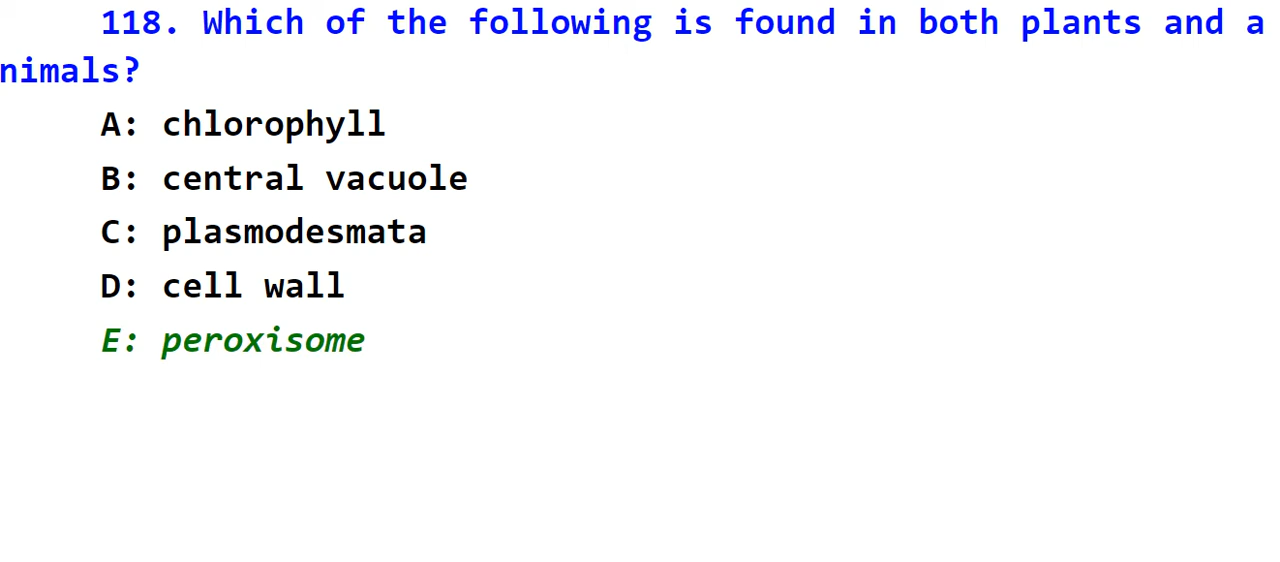 118. Which of the following is found in both plants and a
nimals?
A: chlorophyll
B: central vacuole
C: plasmodesmata
D: cell wall
E: peroxisome